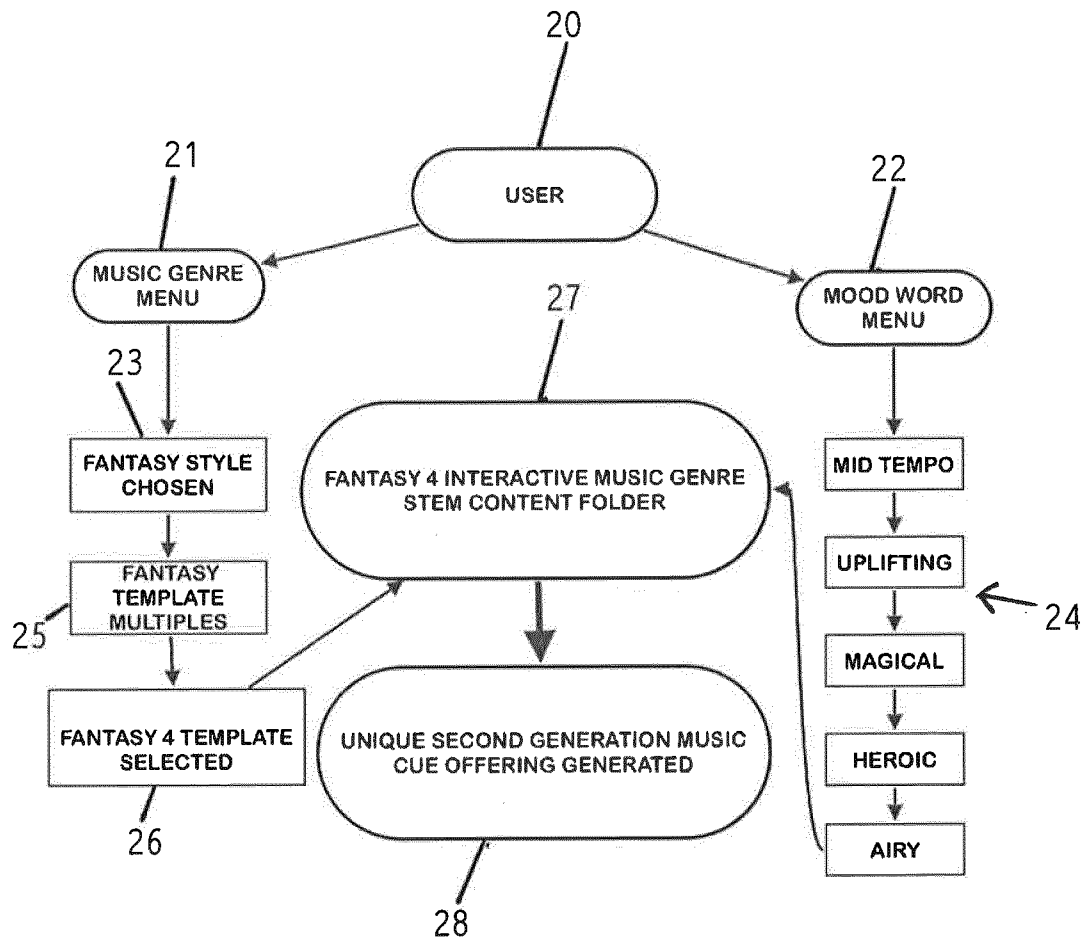 20
USER
21
MUSIC GENRE
MENU
22
MOOD WORD
MENU
23
FANTASY STYLE
CHOSEN
27
FANTASY 4 INTERACTIVE MUSIC GENRE
STEM CONTENT FOLDER
MID TEMPO
25
FANTASY
TEMPLATE
MULTIPLES
UPLIFTING
24
MAGICAL
26
FANTASY 4 TEMPLATE
SELECTED
UNIQUE SECOND GENERATION MUSIC
CUE OFFERING GENERATED
28
HEROIC
AIRY